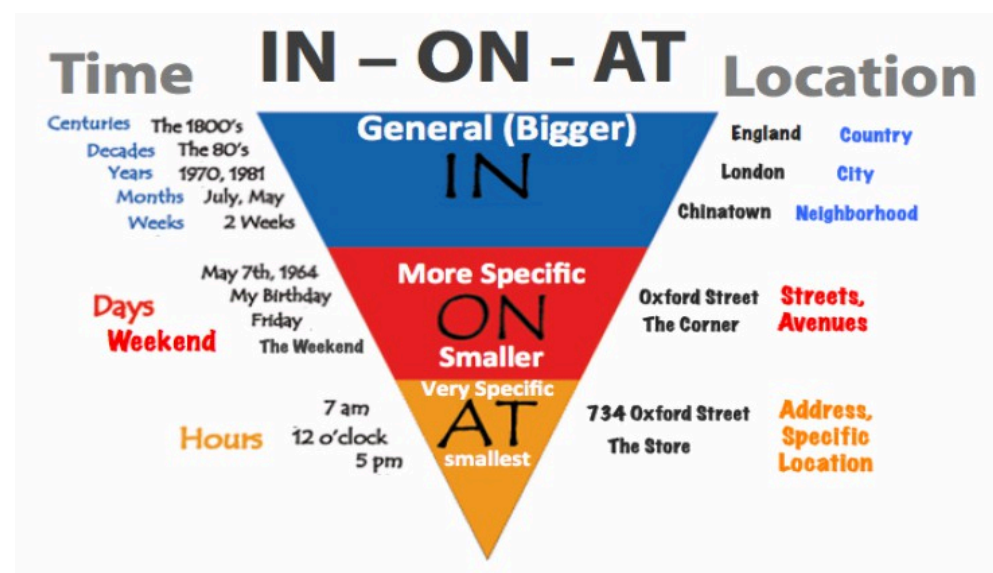 IN – ON - AT
Time
Location
Centuries The 1800's
Decades The 80's
Years 1970, 1981
Months July, May
Weeks 2 Weeks
General (Bigger)
IN
England Country
London City
Chinatown Neighborhood
May 7th, 1964
My Birthday
Friday
The Weekend
Days
Weekend
More Specific
ON
Smaller
Oxford Street
The Corner
Streets,
Avenues
Hours
7 am
12 o'clock
5 pm
Very Specific
AT
smallest
734 Oxford Street
The Store
Address,
Specific
Location